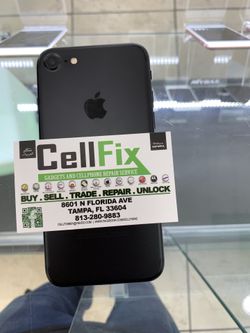 CellFix
GADGETS AND CELLPHONE REPAIR SERVICE
BUY . SELL . TRADE . REPAIR . UNLOCK
8601 N FLORIDA AVE
TAMPA, FL 33604
813-280-9883